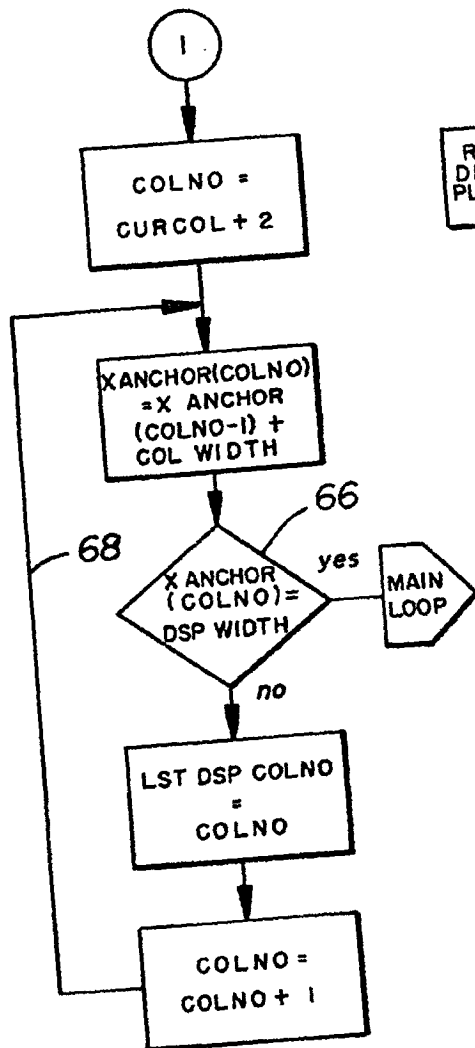 1
COLNO =
CURCOL + 2
X ANCHOR(COLNO)
=X ANCHOR
(COLNO-1) +
COL WIDTH
66
68
X ANCHOR
(COLNO)=
DSP WIDTH
yes
MAIN
LOOP
no
LST DSP COLNO
=
COLNO
COLNO =
COLNO + 1